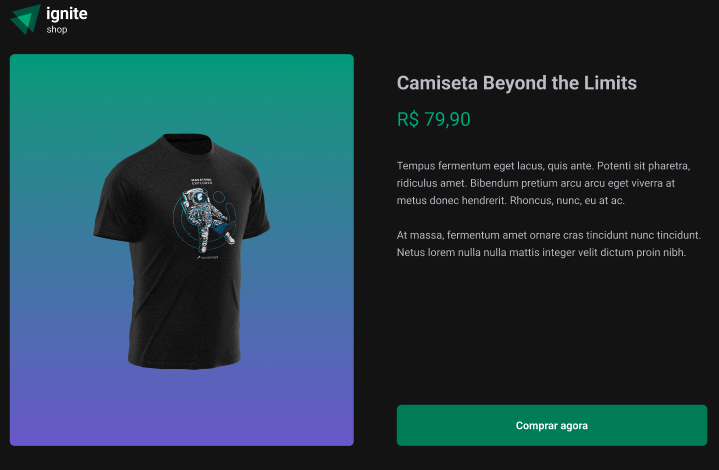 ignite
shop
Camiseta Beyond the Limits
R$ 79,90
Tempus fermentum eget lacus, quis ante. Potenti sit pharetra,
ridiculus amet. Bibendum pretium arcu arcu eget viverra at
metus donec hendrerit. Rhoncus, nunc, eu at ac.
At massa, fermentum amet ornare cras tincidunt nunc tincidunt.
Netus lorem nulla nulla mattis integer velit dictum proin nibh.
EXPLORER
Comprar agora